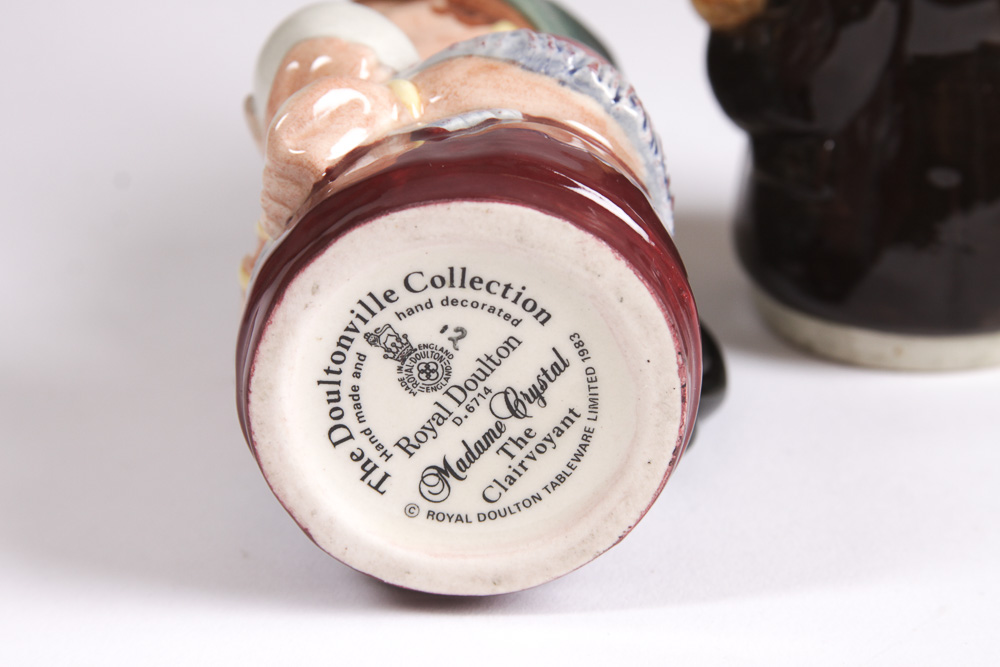 The Doultonville Collection
Hand made and hand decorated
'2
MADE IN ENGLAND
ROYAL·DOULTON
ENGLAND
Royal Doulton
D.6714
Madame Crystal
The
Clairvoyant
© ROYAL DOULTON TABLEWARE LIMITED 1983